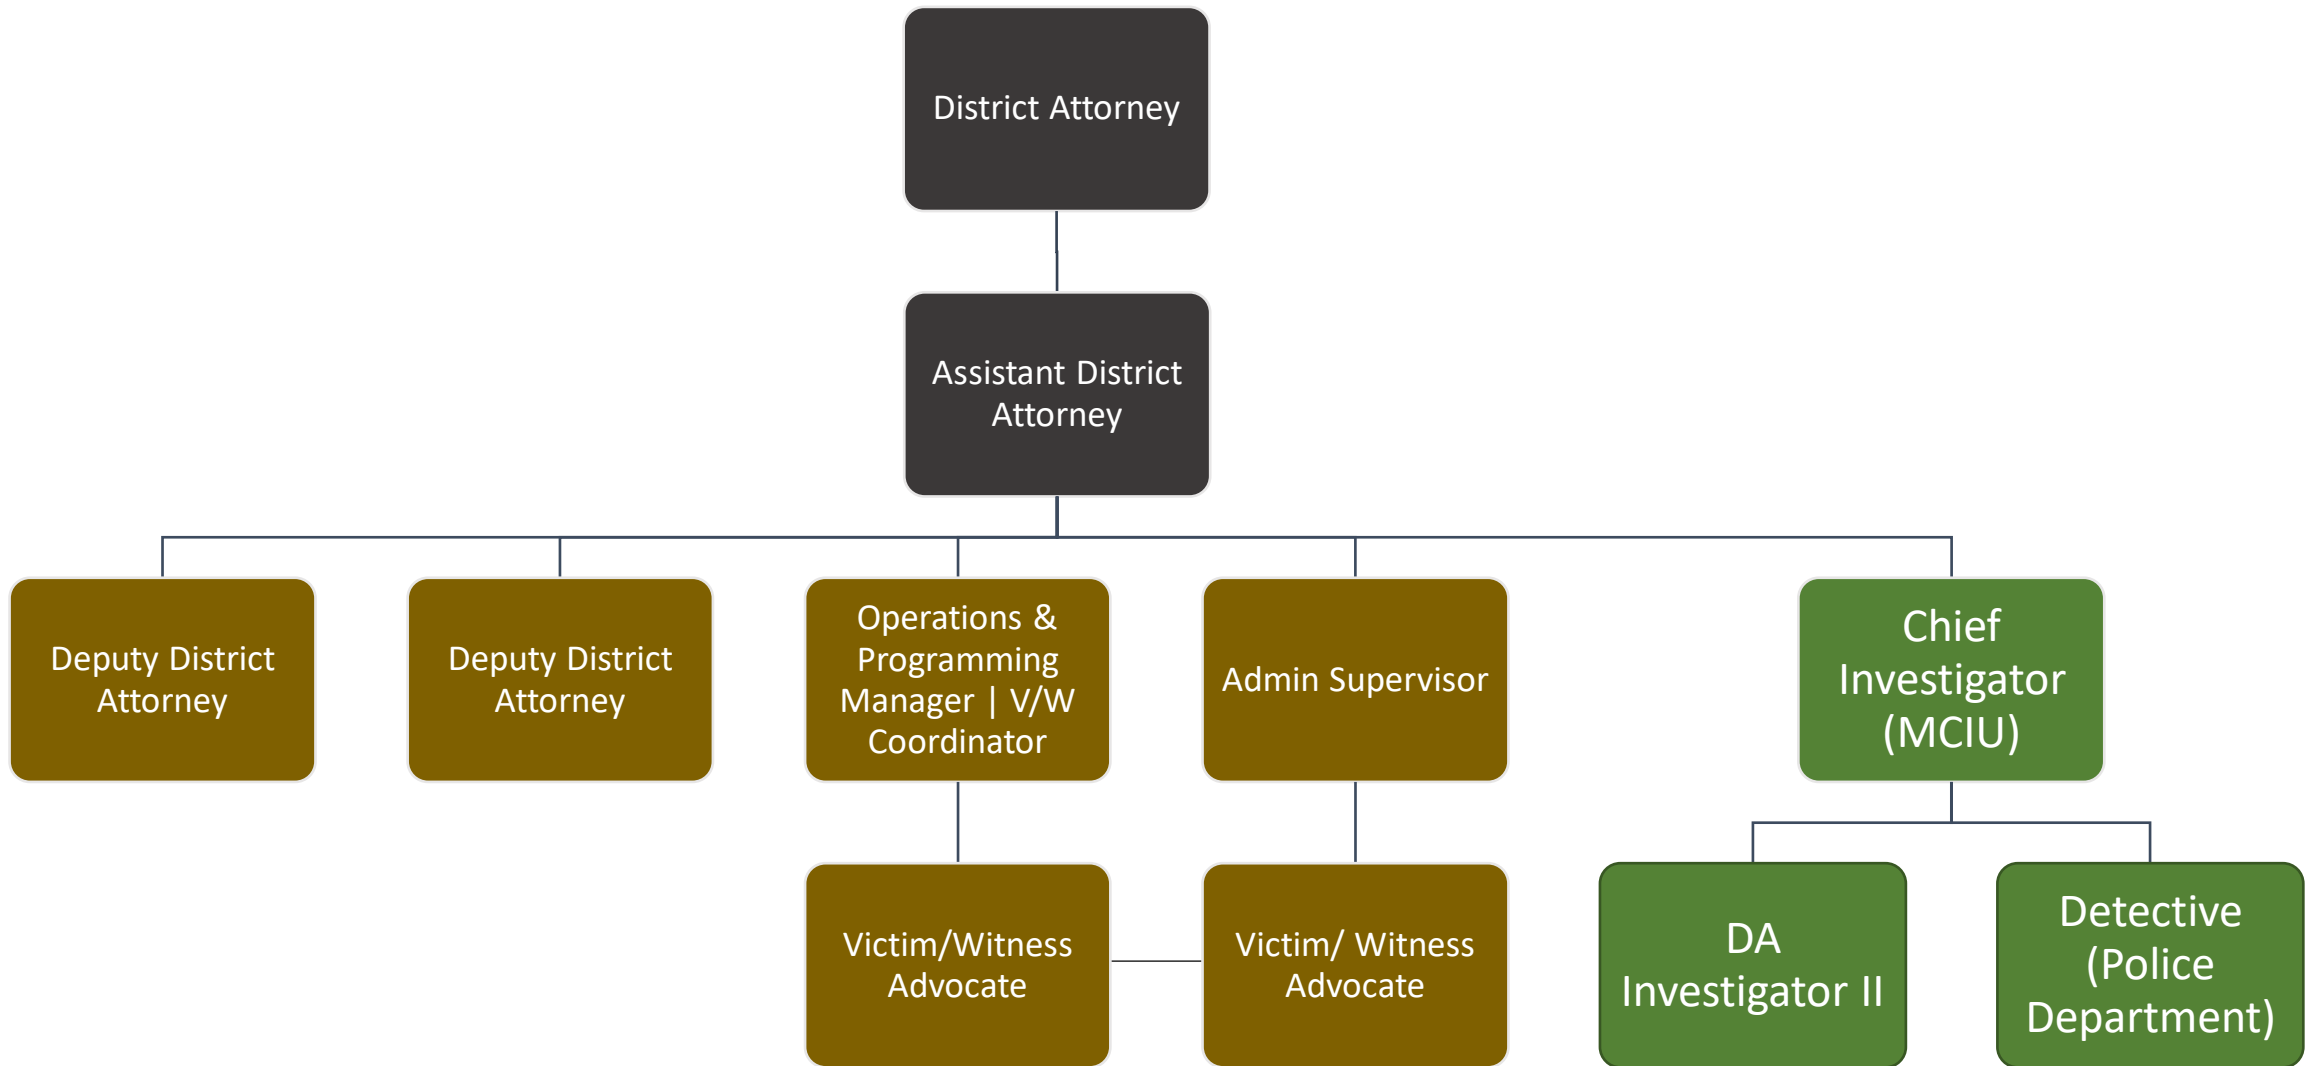 District Attorney
Assistant District
Attorney
Deputy District
Attorney
Deputy District
Attorney
Operations &
Programming
Manager | V/W
Coordinator
Admin Supervisor
Chief
Investigator
(MCIU)
Victim/Witness
Advocate
Victim/ Witness
Advocate
DA
Investigator II
Detective
(Police
Department)